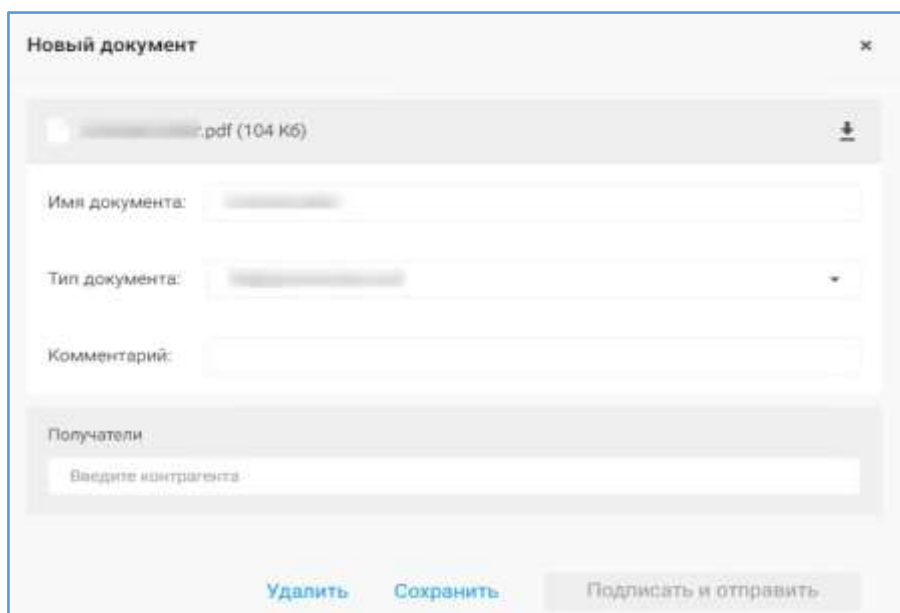 Новый документ ×
.pdf (104 Кб)
Имя документа:
Тип документа:
Комментарий:
Получатели
Введите контрагента
Удалить Сохранить Подписать и отправить